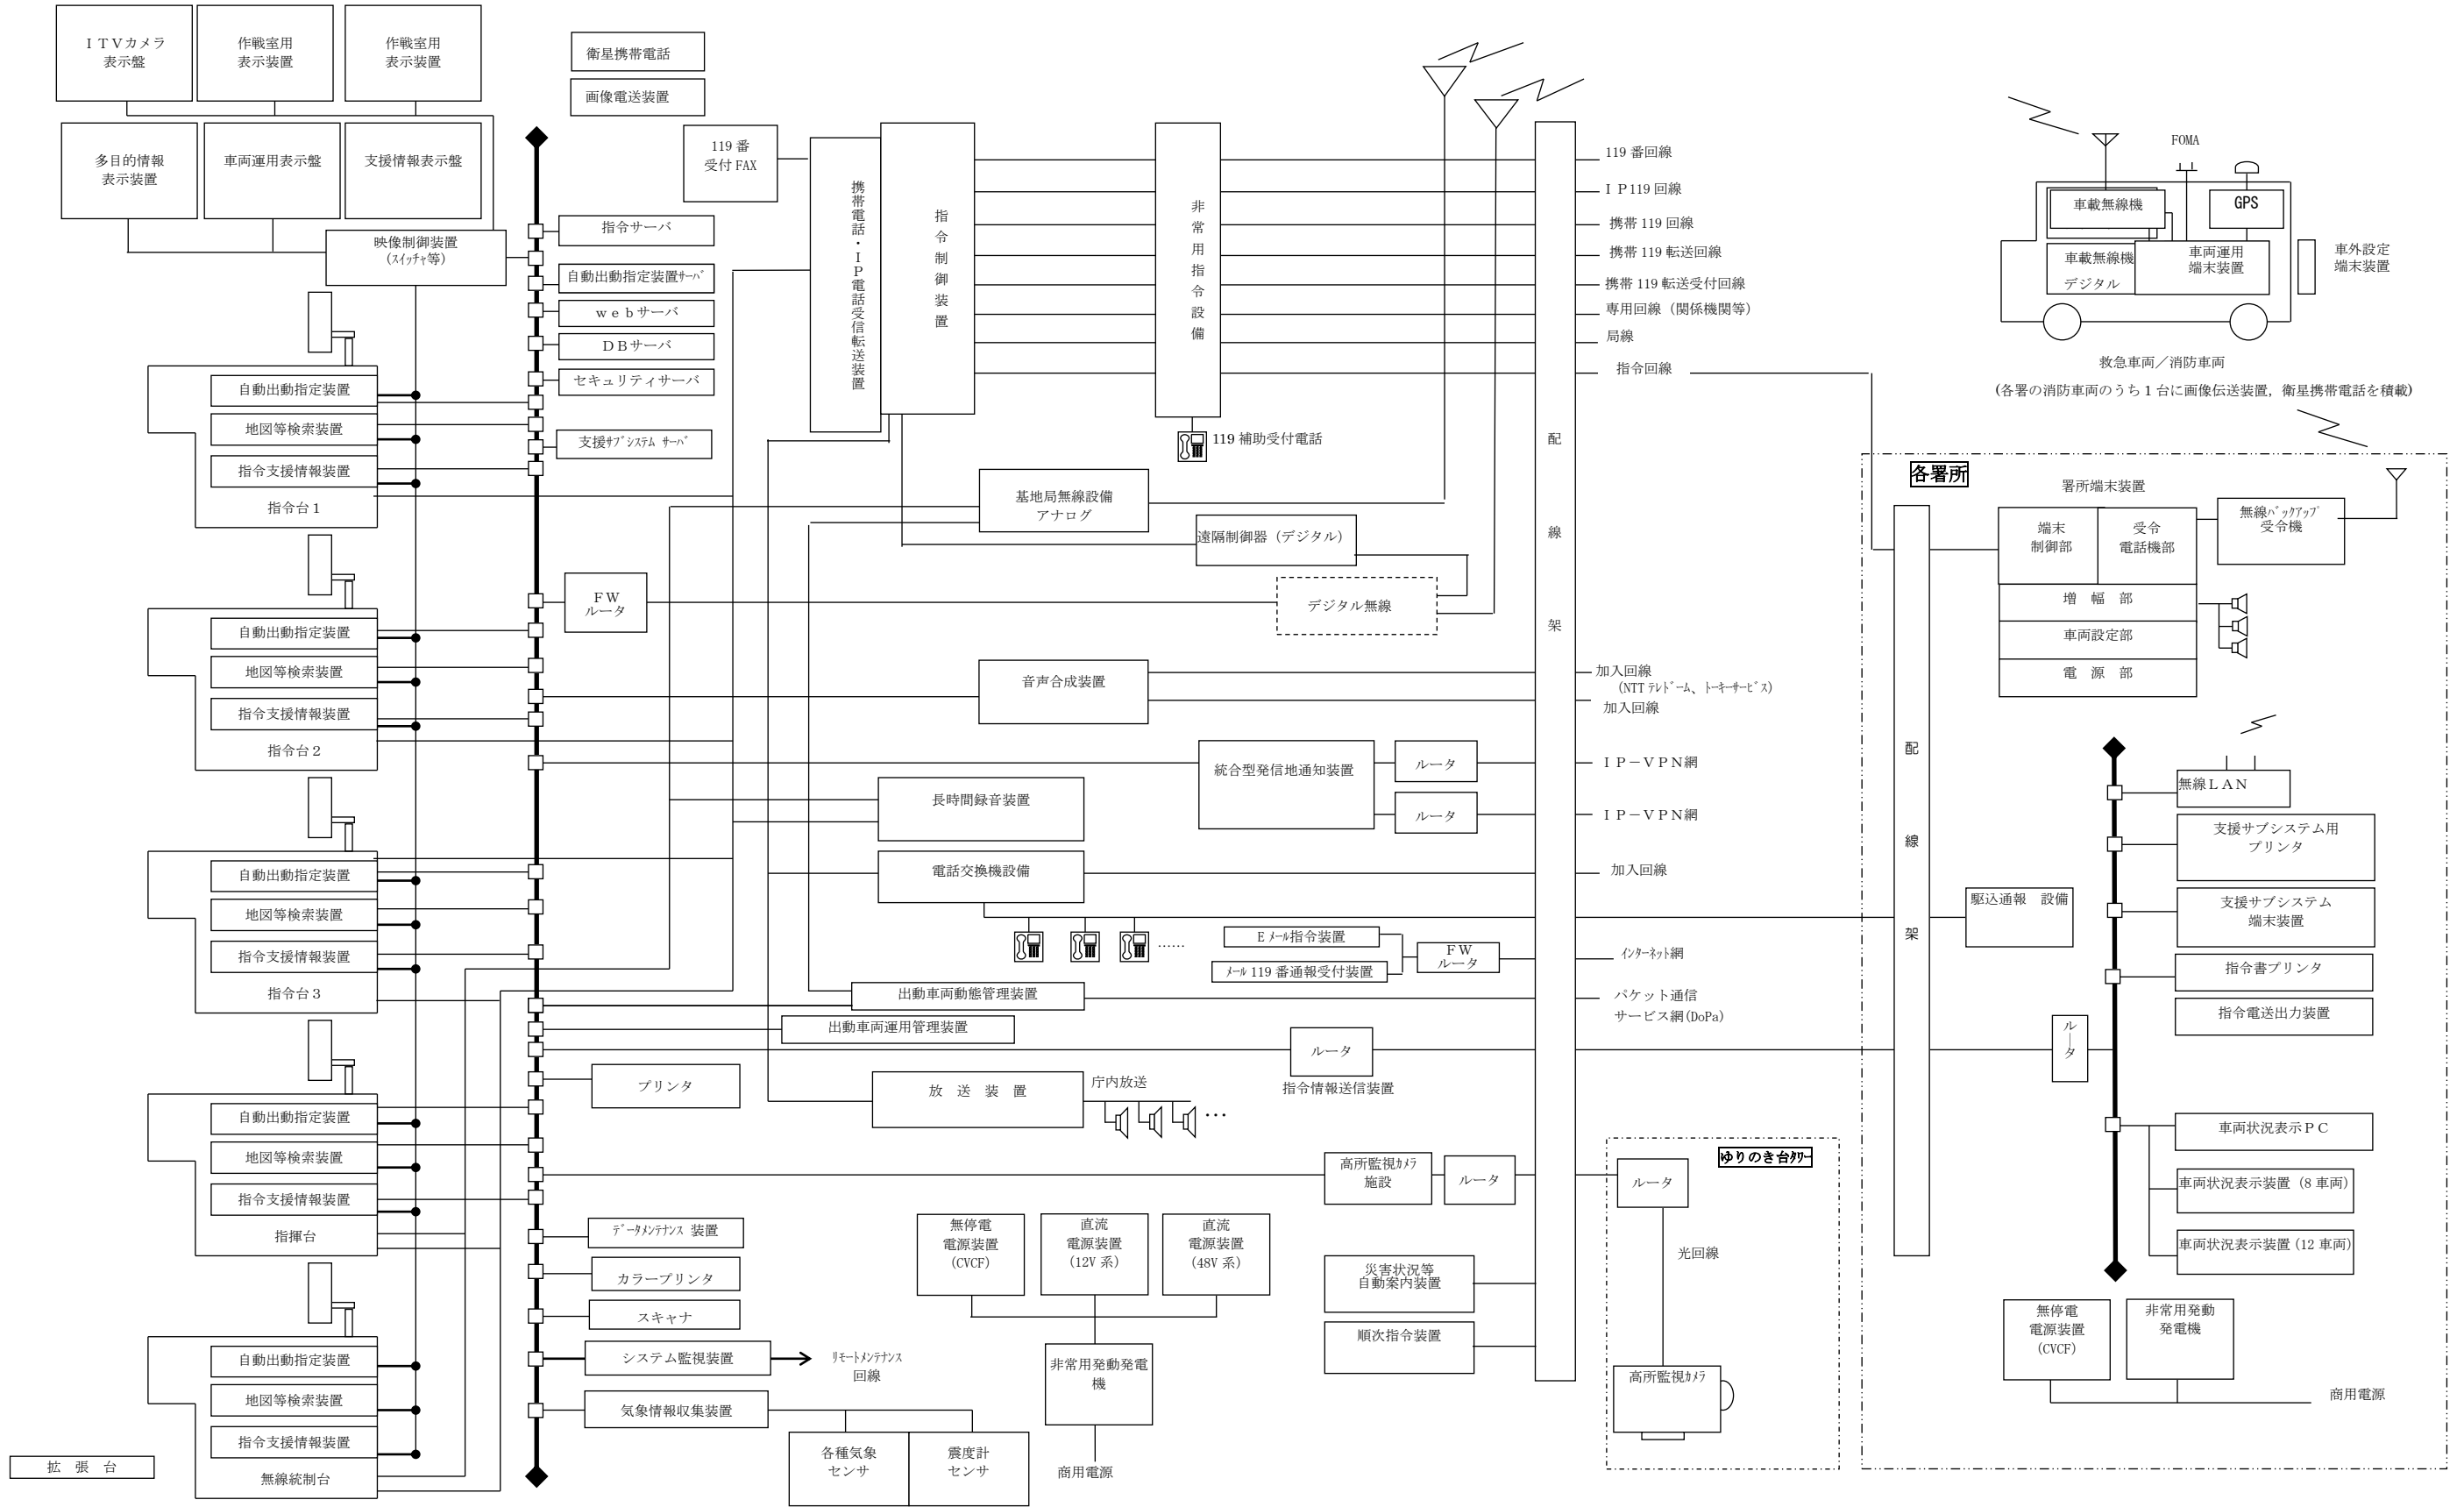 ＩＴＶカメラ
表示盤
作戦室用
表示装置
作戦室用
表示装置
多目的情報
表示装置
車両運用表示盤
支援情報表示盤
映像制御装置
(ｽｲｯﾁｬ等)
自動出動指定装置
地図等検索装置
指令支援情報装置
指令台１
自動出動指定装置
地図等検索装置
指令支援情報装置
指令台２
自動出動指定装置
地図等検索装置
指令支援情報装置
指令台３
自動出動指定装置
地図等検索装置
指令支援情報装置
指揮台
自動出動指定装置
地図等検索装置
指令支援情報装置
無線統制台
拡　張　台
衛星携帯電話
画像電送装置
119 番
受付 FAX
指令サーバ
自動出動指定装置ｻｰﾊﾞ
ｗｅｂサーバ
ＤＢサーバ
セキュリティサーバ
支援ｻﾌﾞｼｽﾃﾑ ｻｰﾊﾞ
ＦＷ
ルータ
プリンタ
ﾃﾞｰﾀﾒﾝﾃﾅﾝｽ 装置
カラープリンタ
スキャナ
システム監視装置
ﾘﾓｰﾄﾒﾝﾃﾅﾝｽ
回線
気象情報収集装置
各種気象
センサ
震度計
センサ
携帯電話・ＩＰ電話受信転送装置
指令制御装置
非常用指令設備
119 補助受付電話
基地局無線設備
アナログ
遠隔制御器（デジタル）
デジタル無線
音声合成装置
統合型発信地通知装置
ルータ
ルータ
長時間録音装置
電話交換機設備
……
Ｅﾒｰﾙ指令装置
ﾒｰﾙ 119 番通報受付装置
ＦＷ
ルータ
出動車両動態管理装置
出動車両運用管理装置
ルータ
指令情報送信装置
放　送　装　置
庁内放送
…
高所監視ｶﾒﾗ
施設
ルータ
無停電
電源装置
(CVCF)
直流
電源装置
(12V 系)
直流
電源装置
(48V 系)
非常用発動発電
機
商用電源
災害状況等
自動案内装置
順次指令装置
配線架
119 番回線
ＩＰ119 回線
携帯 119 回線
携帯 119 転送回線
携帯 119 転送受付回線
専用回線（関係機関等）
局線
指令回線
加入回線
(NTT ﾃﾚﾄﾞｰﾑ、ﾄｰｷｰｻｰﾋﾞｽ)
加入回線
ＩＰ－ＶＰＮ網
ＩＰ－ＶＰＮ網
加入回線
ｲﾝﾀｰﾈｯﾄ網
パケット通信
サービス網(DoPa)
ゆりのき台ﾀﾜｰ
ルータ
光回線
高所監視ｶﾒﾗ
FOMA
車載無線機
GPS
車載無線機
デジタル
車両運用
端末装置
車外設定
端末装置
救急車両／消防車両
(各署の消防車両のうち１台に画像伝送装置，衛星携帯電話を積載)
各署所
署所端末装置
端末
制御部
受令
電話機部
無線ﾊﾞｯｸｱｯﾌﾟ
受令機
増　幅　部
車両設定部
電　源　部
配線架
無線ＬＡＮ
支援サブシステム用
プリンタ
駆込通報　設備
支援サブシステム
端末装置
指令書プリンタ
指令電送出力装置
ルータ
車両状況表示ＰＣ
車両状況表示装置（8 車両）
車両状況表示装置 (12 車両)
無停電
電源装置
(CVCF)
非常用発動
発電機
商用電源